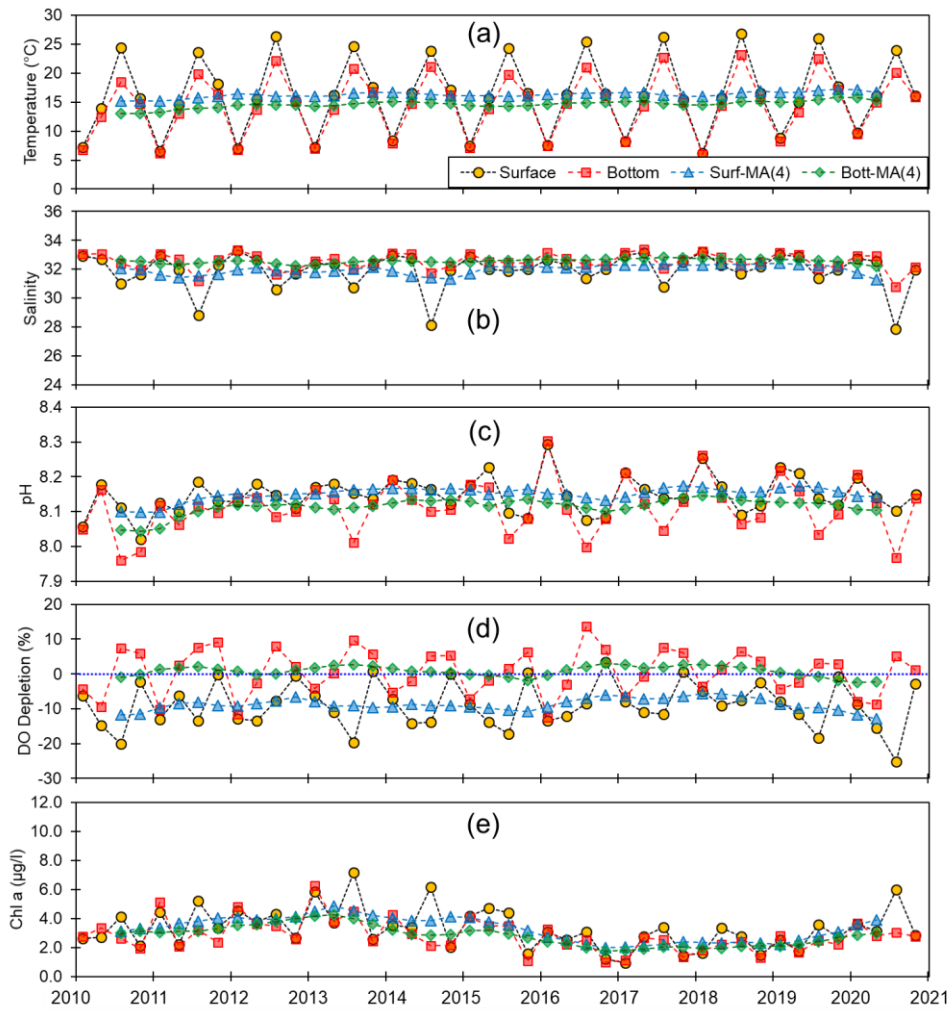 30
25
20
15
10
5
0
Temperature (°C)
(a)
Surface Bottom Surf-MA(4) Bott-MA(4)
36
34
32
30
28
26
24
Salinity
(b)
8.4
8.3
8.2
8.1
8.0
7.9
pH
(c)
20
10
0
-10
-20
-30
DO Depletion (%)
(d)
12.0
10.0
8.0
6.0
4.0
2.0
0.0
Chl a (µg/l)
(e)
2010 2011 2012 2013 2014 2015 2016 2017 2018 2019 2020 2021